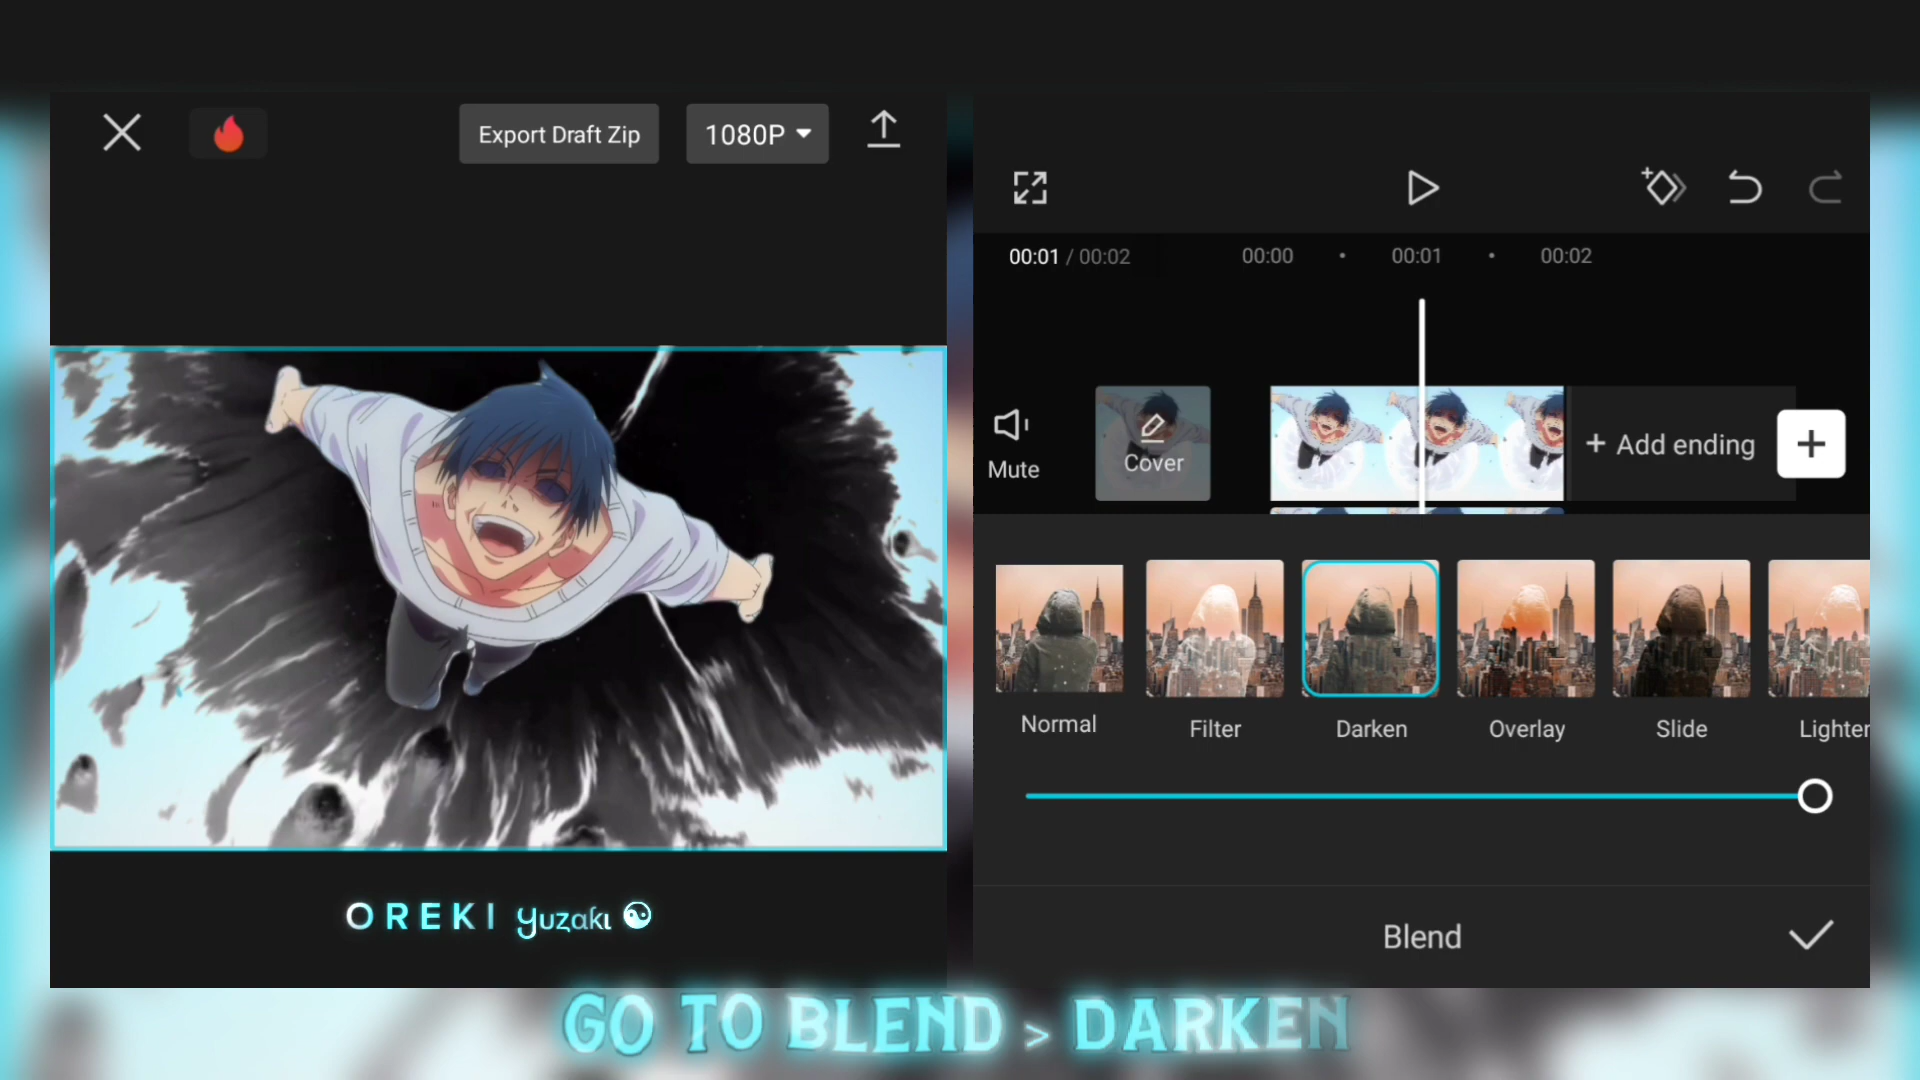 Export Draft Zip
1080P
00:01 / 00:02
00:00
00:01
00:02
Mute
Cover
+ Add ending
Normal
Filter
Darken
Overlay
Slide
Lighten
OREKI yuzaki
Blend
GO TO BLEND > DARKEN